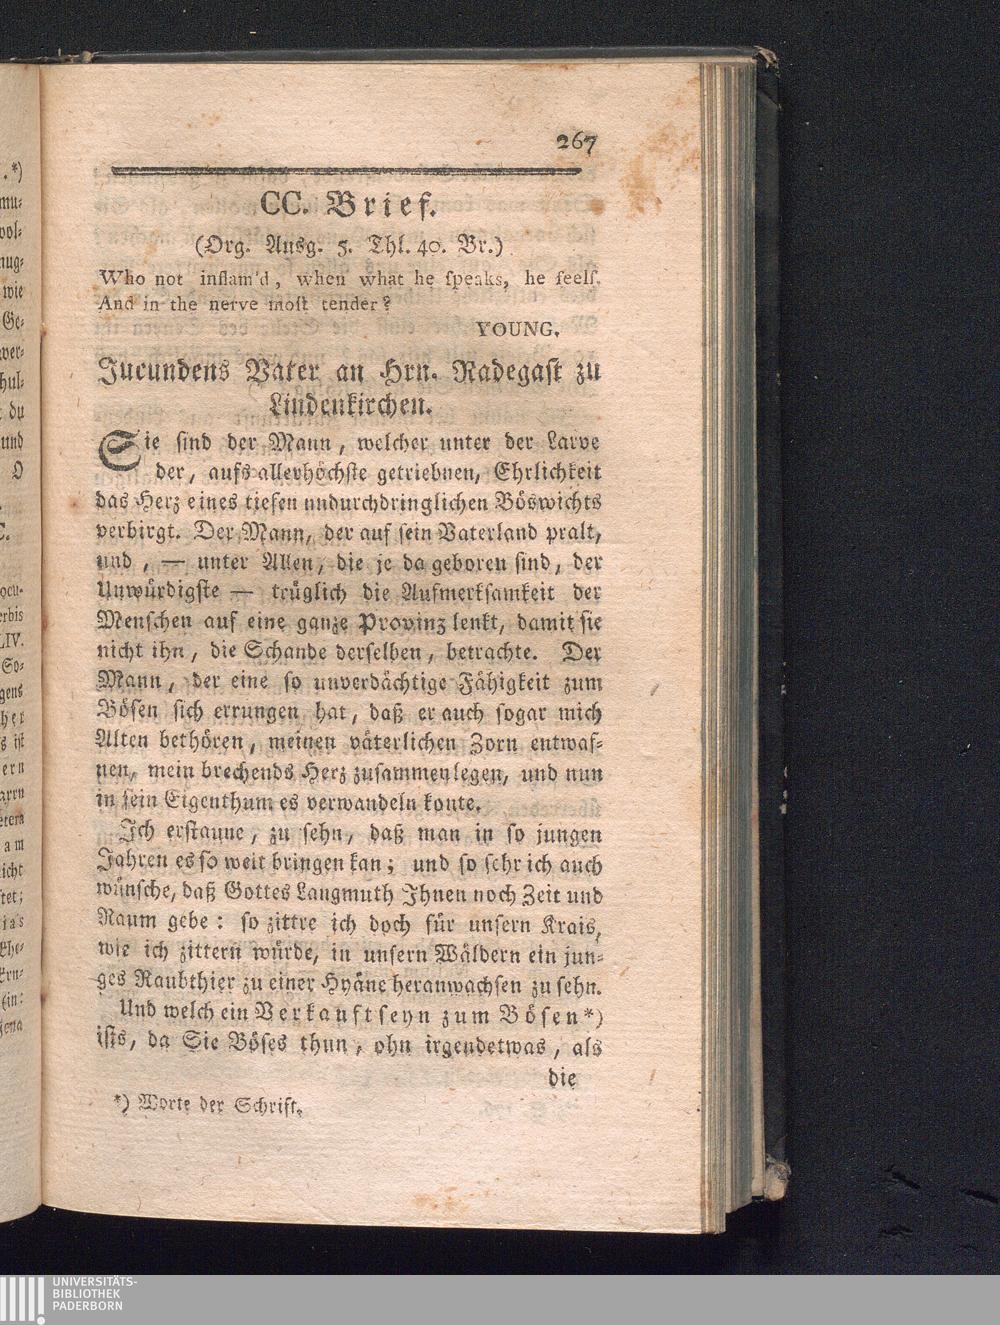 267
CC. Brief.
(Org. Ausg. 5. Thl. 40. Br.)
Who not inflam'd, when what he ſpeaks, he feelſ.
And in the nerve moſt tender?
YOUNG.
Jucundens Vater an Hrn. Radegaſt zu
Lindenkirchen.
Sie ſind der Mann, welcher unter der Larve
der, aufs allerhöchſte getriebnen, Ehrlichkeit
das Herz eines tiefen undurchdringlichen Böswichts
verbirgt. Der Mann, der auf ſein Vaterland pralt,
und, — unter Allen, die je da geboren ſind, der
Unwürdigſte — trüglich die Aufmerkſamkeit der
Menſchen auf eine ganze Provinz lenkt, damit ſie
nicht ihn, die Schande derſelben, betrachte. Der
Mann, der eine ſo unverdächtige Fähigkeit zum
Böſen ſich errungen hat, daß er auch ſogar mich
Alten bethören, meinen väterlichen Zorn entwaf-
nen, mein brechends Herz zuſammenlegen, und nun
in ſein Eigenthum es verwandeln konte.
Ich erſtaune, zu ſehn, daß man in ſo jungen
Jahren es ſo weit bringen kan; und ſo ſehr ich auch
wünſche, daß Gottes Langmuth Ihnen noch Zeit und
Raum gebe: ſo zittre ich doch für unſern Krais,
wie ich zittern würde, in unſern Wäldern ein jun-
ges Raubthier zu einer Hyäne heranwachſen zu ſehn.
Und welch ein Verkauftſeyn zum Böſen*)
iſts, da Sie Böſes thun, ohn irgendetwas, als
die
*) Worte der Schrift.
UNIVERSITÄTS-
BIBLIOTHEK
PADERBORN